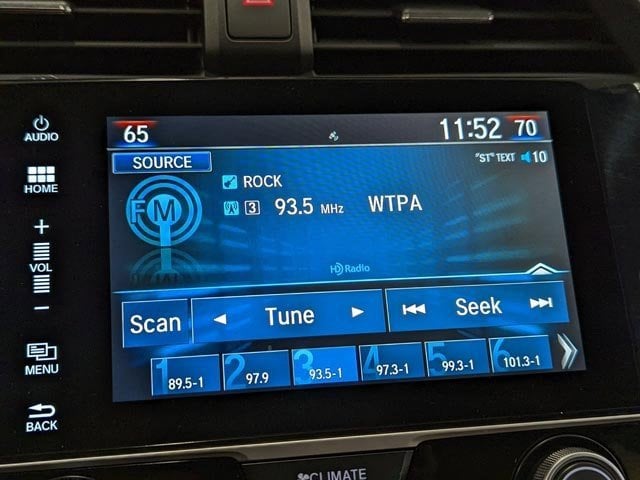 AUDIO
HOME
+
VOL
−
MENU
BACK
65
11:52 70
SOURCE
"ST" TEXT 10
FM
ROCK
3 93.5 MHz WTPA
HD Radio
Scan
Tune
Seek
1 89.5-1
2 97.9
3 93.5-1
4 97.3-1
5 99.3-1
6 101.3-1
CLIMATE